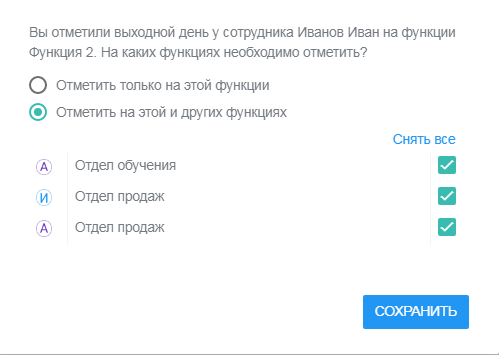 Вы отметили выходной день у сотрудника Иванов Иван на функции
Функция 2. На каких функциях необходимо отметить?
Отметить только на этой функции
Отметить на этой и других функциях
Снять все
А Отдел обучения
И Отдел продаж
А Отдел продаж
СОХРАНИТЬ